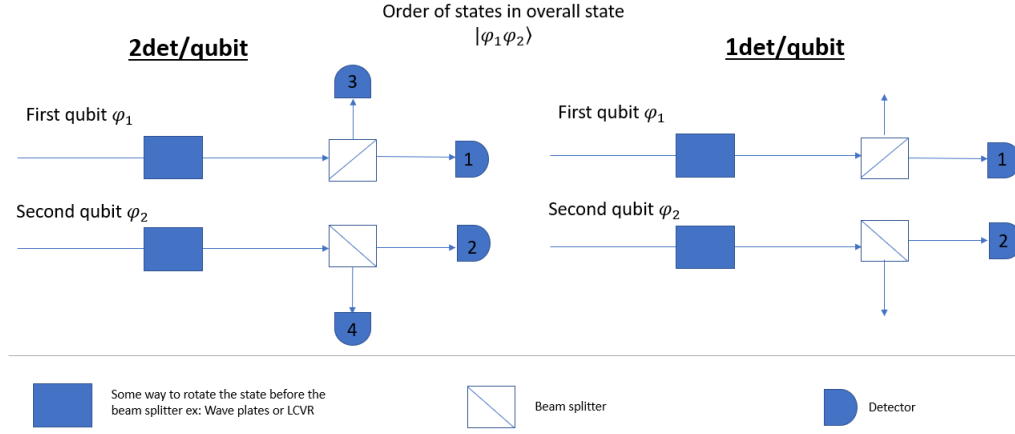 Order of states in overall state
|φ₁φ₂⟩
2det/qubit
1det/qubit
3
First qubit φ₁
1
Second qubit φ₂
2
4
First qubit φ₁
1
Second qubit φ₂
2
Some way to rotate the state before the
beam splitter ex: Wave plates or LCVR
Beam splitter
Detector